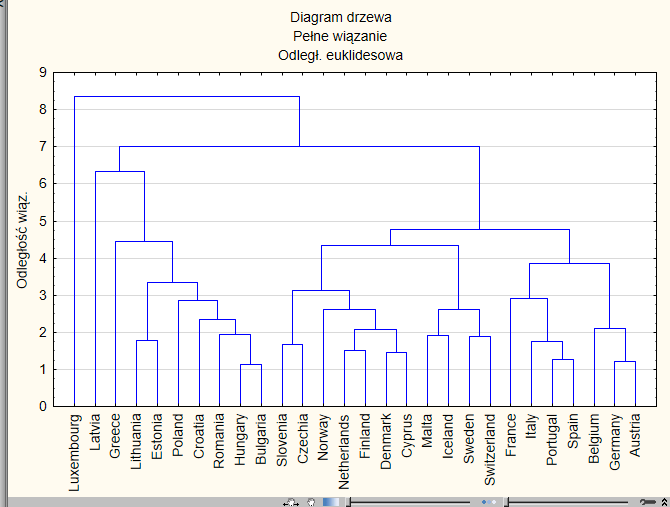 Diagram drzewa
Pełne wiązanie
Odległ. euklidesowa
Odległość wiąz.
9
8
7
6
5
4
3
2
1
0
Luxembourg
Latvia
Greece
Lithuania
Estonia
Poland
Croatia
Romania
Hungary
Bulgaria
Slovenia
Czechia
Norway
Netherlands
Finland
Denmark
Cyprus
Malta
Iceland
Sweden
Switzerland
France
Italy
Portugal
Spain
Belgium
Germany
Austria